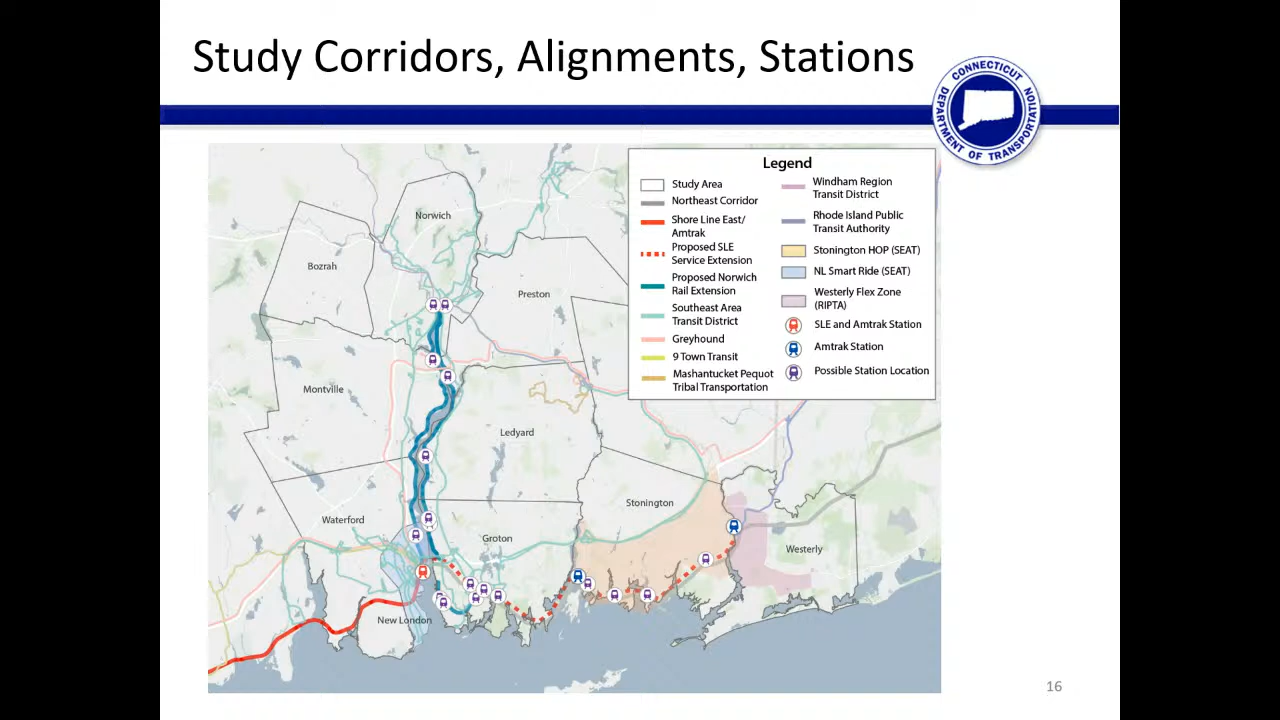 Study Corridors, Alignments, Stations
CONNECTICUT
DEPARTMENT OF TRANSPORTATION
Legend
Study Area
Northeast Corridor
Shore Line East/
Amtrak
Proposed SLE
Service Extension
Proposed Norwich
Rail Extension
Southeast Area
Transit District
Greyhound
9 Town Transit
Mashantucket Pequot
Tribal Transportation
Windham Region
Transit District
Rhode Island Public
Transit Authority
Stonington HOP (SEAT)
NL Smart Ride (SEAT)
Westerly Flex Zone
(RIPTA)
SLE and Amtrak Station
Amtrak Station
Possible Station Location
Norwich
Bozrah
Preston
Montville
Ledyard
Stonington
Waterford
Groton
Westerly
New London
16